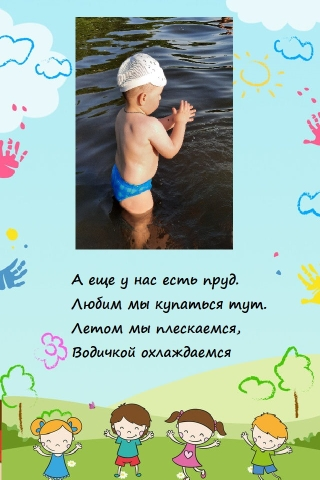 А еще у нас есть пруд.
Любим мы купаться тут.
Летом мы плескаемся,
Водичкой охлаждаемся